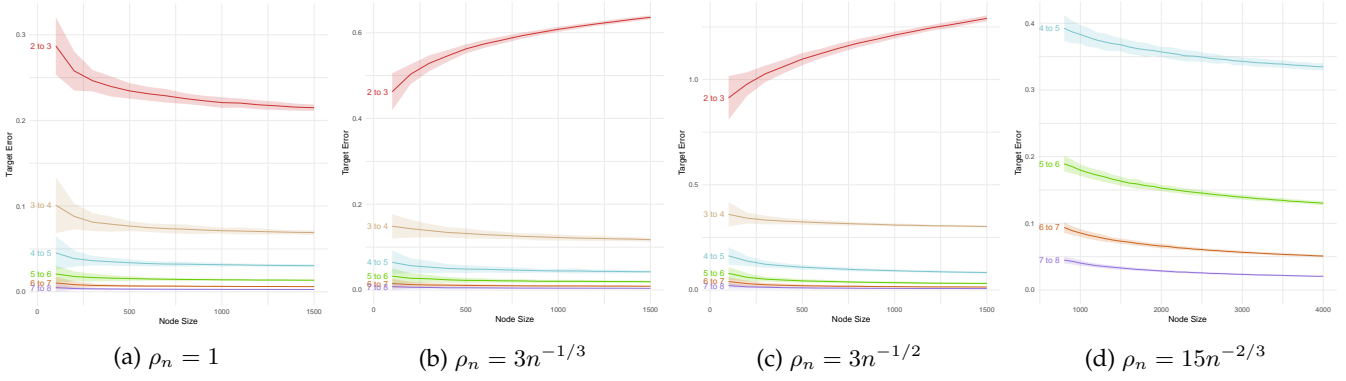 Target Error
0.3
0.2
0.1
0.0
2 to 3
3 to 4
4 to 5
5 to 6
6 to 7
7 to 8
0
500
1000
1500
Node Size
(a) ρₙ = 1
Target Error
0.6
0.4
0.2
0.0
2 to 3
3 to 4
4 to 5
5 to 6
6 to 7
7 to 8
0
500
1000
1500
Node Size
(b) ρₙ = 3n^{-1/3}
Target Error
1.0
0.5
0.0
2 to 3
3 to 4
4 to 5
5 to 6
6 to 7
7 to 8
0
500
1000
1500
Node Size
(c) ρₙ = 3n^{-1/2}
Target Error
0.4
0.3
0.2
0.1
0.0
4 to 5
5 to 6
6 to 7
7 to 8
1000
2000
3000
4000
Node Size
(d) ρₙ = 15n^{-2/3}